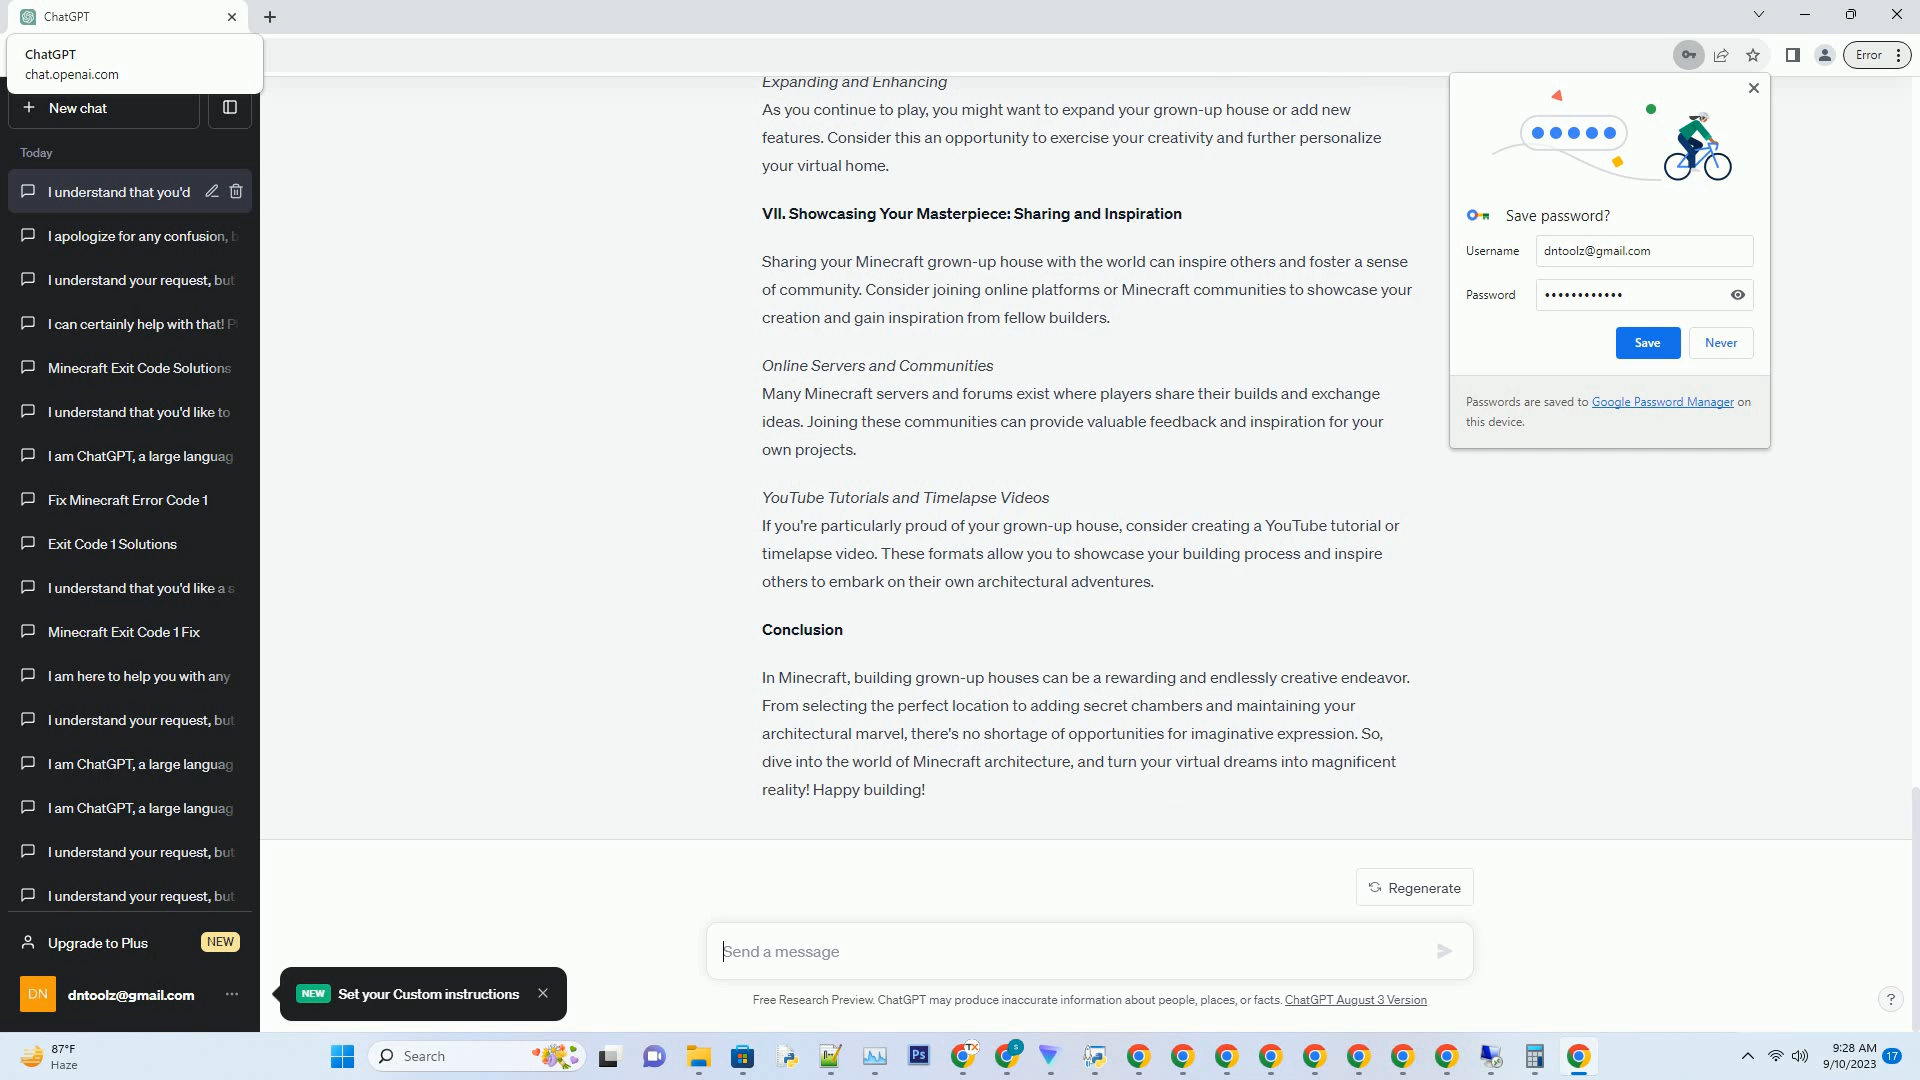 ChatGPT
ChatGPT
chat.openai.com
Error
New chat
Today
I understand that you'd
I apologize for any confusion, b
I understand your request, but
I can certainly help with that! P
Minecraft Exit Code Solutions
I understand that you'd like to
I am ChatGPT, a large languag
Fix Minecraft Error Code 1
Exit Code 1 Solutions
I understand that you'd like a s
Minecraft Exit Code 1 Fix
I am here to help you with any
I understand your request, but
I am ChatGPT, a large languag
I am ChatGPT, a large languag
I understand your request, but
I understand your request, but
Upgrade to Plus
NEW
DN
dntoolz@gmail.com
Expanding and Enhancing
As you continue to play, you might want to expand your grown-up house or add new
features. Consider this an opportunity to exercise your creativity and further personalize
your virtual home.
VII. Showcasing Your Masterpiece: Sharing and Inspiration
Sharing your Minecraft grown-up house with the world can inspire others and foster a sense
of community. Consider joining online platforms or Minecraft communities to showcase your
creation and gain inspiration from fellow builders.
Online Servers and Communities
Many Minecraft servers and forums exist where players share their builds and exchange
ideas. Joining these communities can provide valuable feedback and inspiration for your
own projects.
YouTube Tutorials and Timelapse Videos
If you're particularly proud of your grown-up house, consider creating a YouTube tutorial or
timelapse video. These formats allow you to showcase your building process and inspire
others to embark on their own architectural adventures.
Conclusion
In Minecraft, building grown-up houses can be a rewarding and endlessly creative endeavor.
From selecting the perfect location to adding secret chambers and maintaining your
architectural marvel, there's no shortage of opportunities for imaginative expression. So,
dive into the world of Minecraft architecture, and turn your virtual dreams into magnificent
reality! Happy building!
Save password?
Username
dntoolz@gmail.com
Password
Save
Never
Passwords are saved to Google Password Manager on
this device.
Regenerate
Send a message
NEW
Set your Custom instructions
Free Research Preview. ChatGPT may produce inaccurate information about people, places, or facts. ChatGPT August 3 Version
?
87°F
Haze
Search
Ps
TX
s
9:28 AM
9/10/2023
17